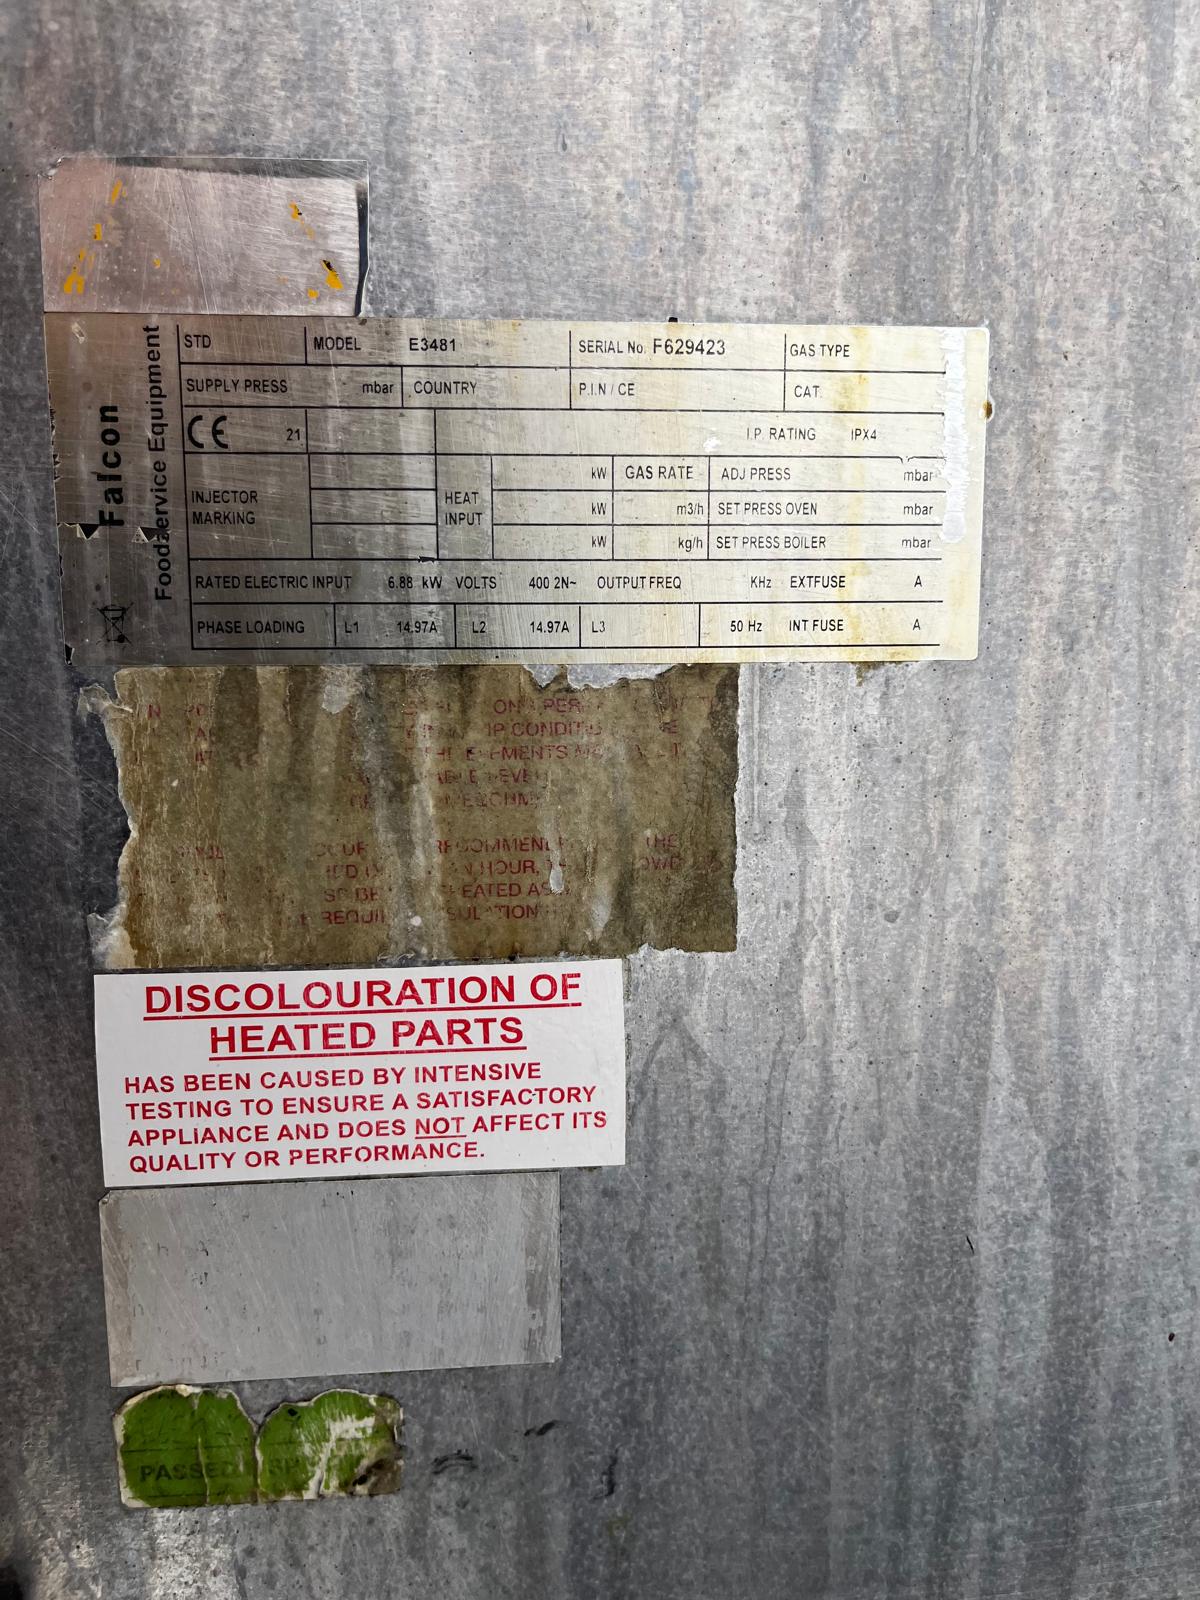 Falcon
Foodservice Equipment
STD MODEL E3481 SERIAL No. F629423 GAS TYPE
SUPPLY PRESS mbar COUNTRY P.I.N / CE CAT.
CE 21 I.P. RATING IPX4
INJECTOR MARKING HEAT INPUT
kW GAS RATE ADJ PRESS mbar
kW m3/h SET PRESS OVEN mbar
kW kg/h SET PRESS BOILER mbar
RATED ELECTRIC INPUT 6.88 kW VOLTS 400 2N~ OUTPUT FREQ KHz EXTFUSE A
PHASE LOADING L1 14.97A L2 14.97A L3 50 Hz INT FUSE A
HOUR,
DISCOLOURATION OF
HEATED PARTS
HAS BEEN CAUSED BY INTENSIVE
TESTING TO ENSURE A SATISFACTORY
APPLIANCE AND DOES NOT AFFECT ITS
QUALITY OR PERFORMANCE.
PASSED